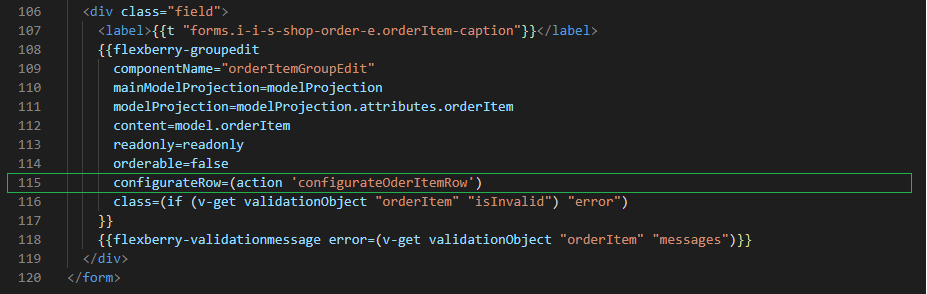 106 <div class="field">
107 <label>{{t "forms.i-i-s-shop-order-e.orderItem-caption"}}</label>
108 {{flexberry-groupedit
109 componentName="orderItemGroupEdit"
110 mainModelProjection=modelProjection
111 modelProjection=modelProjection.attributes.orderItem
112 content=model.orderItem
113 readonly=readonly
114 orderable=false
115 configurateRow=(action 'configurateOderItemRow')
116 class=(if (v-get validationObject "orderItem" "isInvalid") "error")
117 }}
118 {{flexberry-validationmessage error=(v-get validationObject "orderItem" "messages")}}
119 </div>
120 </form>